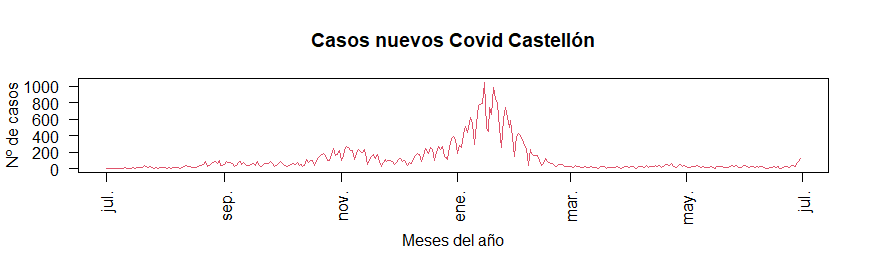 Casos nuevos Covid Castellón
Nº de casos
1000
800
600
400
200
0
jul.
sep.
nov.
ene.
mar.
may.
jul.
Meses del año